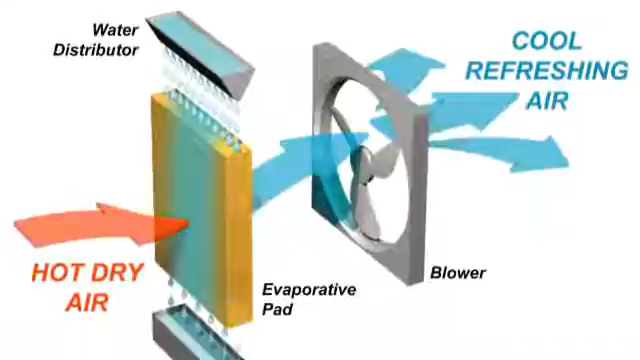 Water
Distributor
COOL
REFRESHING
AIR
HOT DRY
AIR
Evaporative
Pad
Blower